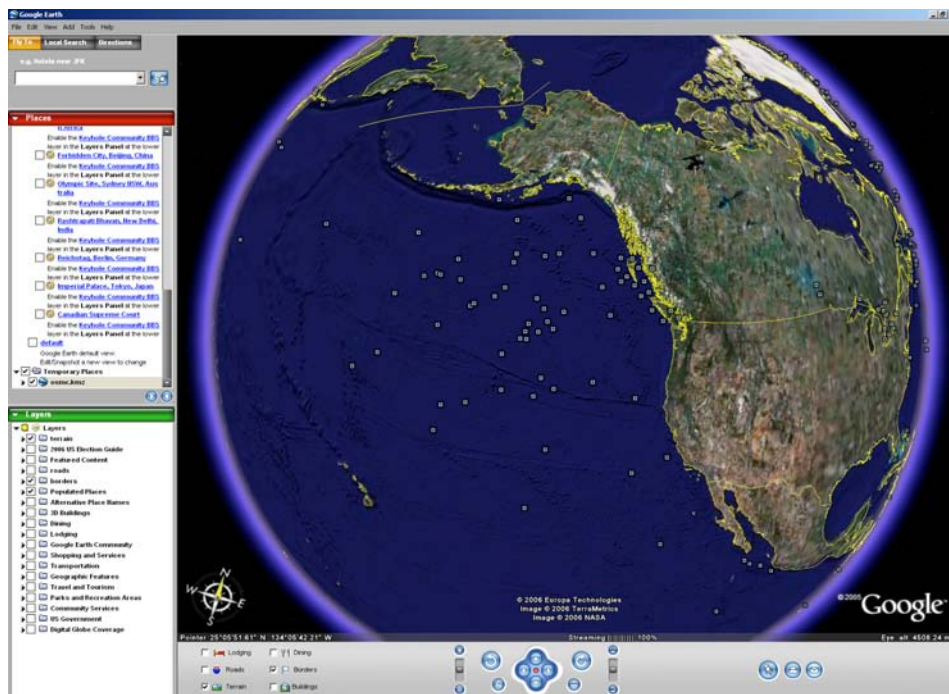 Google Earth
File Edit View Add Tools Help
Fly To Local Search Directions
e.g., Hotels near JFK
Places
n Africa
Enable the Keyhole Community BBS
layer in the Layers Panel at the lower
Forbidden City, Beijing, China
Enable the Keyhole Community BBS
layer in the Layers Panel at the lower
Olympic Site, Sydney NSW, Aus
tralia
Enable the Keyhole Community BBS
layer in the Layers Panel at the lower
Rashtrapati Bhavan, New Delhi,
India
Enable the Keyhole Community BBS
layer in the Layers Panel at the lower
Reichstag, Berlin, Germany
Enable the Keyhole Community BBS
layer in the Layers Panel at the lower
Imperial Palace, Tokyo, Japan
Enable the Keyhole Community BBS
layer in the Layers Panel at the lower
Canadian Supreme Court
Enable the Keyhole Community BBS
layer in the Layers Panel at the lower
default
Google Earth default view.
Edit/Snapshot a new view to change
Temporary Places
osmc.kmz
Layers
Layers
terrain
2006 US Election Guide
Featured Content
roads
borders
Populated Places
Alternative Place Names
3D Buildings
Dining
Lodging
Google Earth Community
Shopping and Services
Transportation
Geographic Features
Travel and Tourism
Parks and Recreation Areas
Community Services
US Government
Digital Globe Coverage
N
W E
S
© 2006 Europa Technologies
Image © 2006 TerraMetrics
Image © 2006 NASA
©2005 Google
Pointer 25°05'51.61" N 134°05'42.21" W Streaming |||||||||| 100% Eye alt 4506.24 m
Lodging Dining
Roads Borders
Terrain Buildings